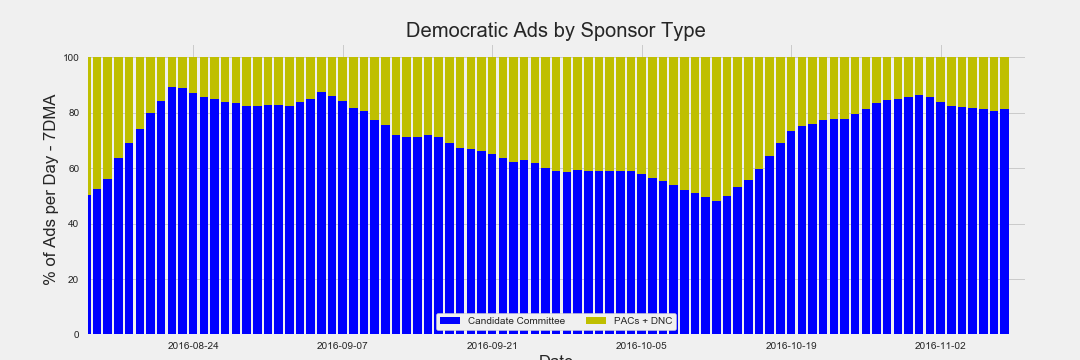 Democratic Ads by Sponsor Type
% of Ads per Day - 7DMA
100
80
60
40
20
0
Candidate Committee
PACs + DNC
2016-08-24
2016-09-07
2016-09-21
2016-10-05
2016-10-19
2016-11-02
Date